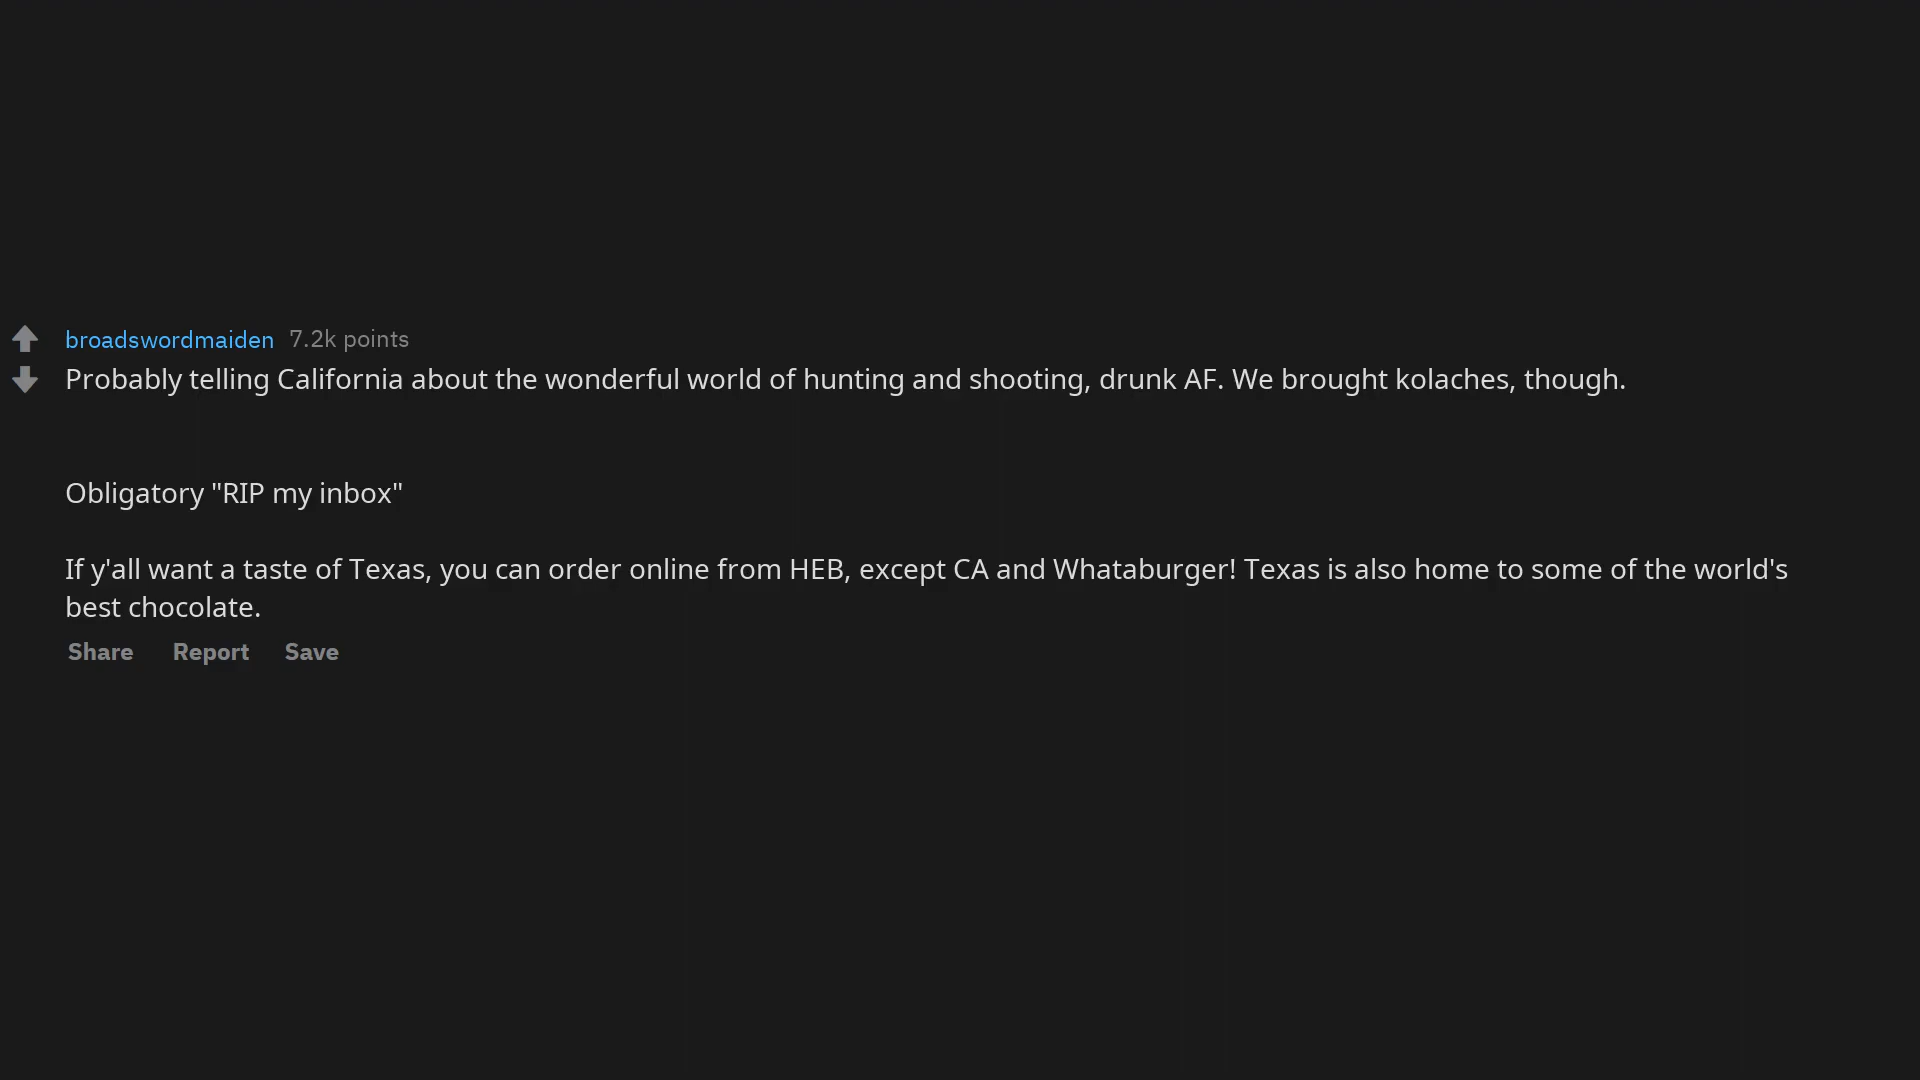 broadswordmaiden 7.2k points
Probably telling California about the wonderful world of hunting and shooting, drunk AF. We brought kolaches, though.
Obligatory "RIP my inbox"
If y'all want a taste of Texas, you can order online from HEB, except CA and Whataburger! Texas is also home to some of the world's
best chocolate.
Share Report Save